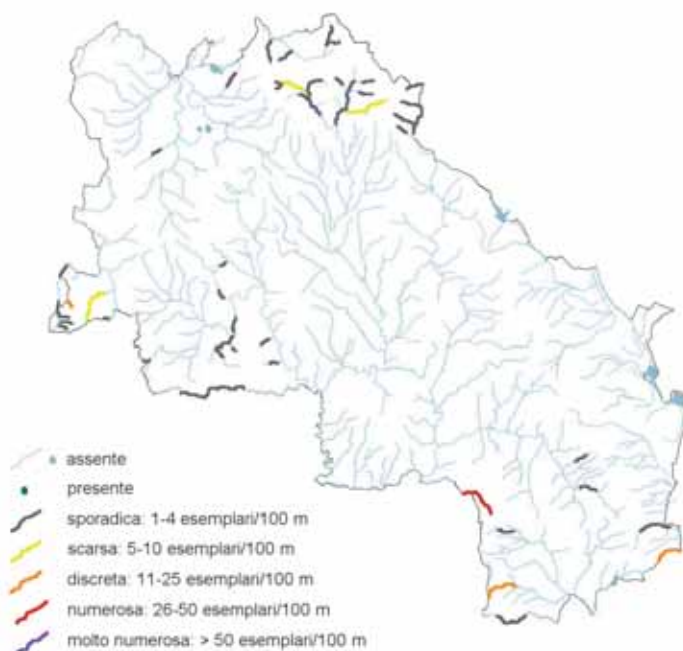 assente
presente
sporadica: 1-4 esemplari/100 m
scarsa: 5-10 esemplari/100 m
discreta: 11-25 esemplari/100 m
numerosa: 26-50 esemplari/100 m
molto numerosa: > 50 esemplari/100 m